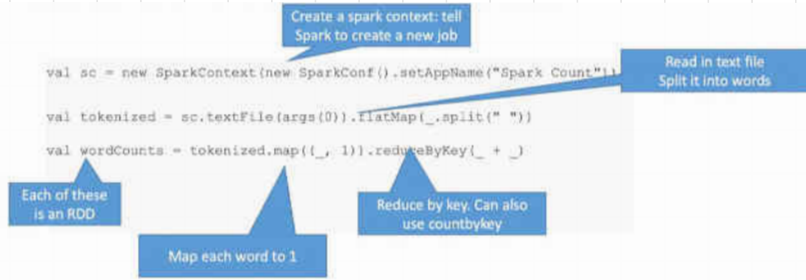 Create a spark context: tell
Spark to create a new job
val sc = new SparkContext(new SparkConf().setAppName("Spark Count"))
Read in text file
Split it into words
val tokenized = sc.textFile(args(0)).flatMap(_.split(" "))
val wordCounts = tokenized.map((_, 1)).reduceByKey(_ + _)
Each of these
is an RDD
Reduce by key. Can also
use countbykey
Map each word to 1